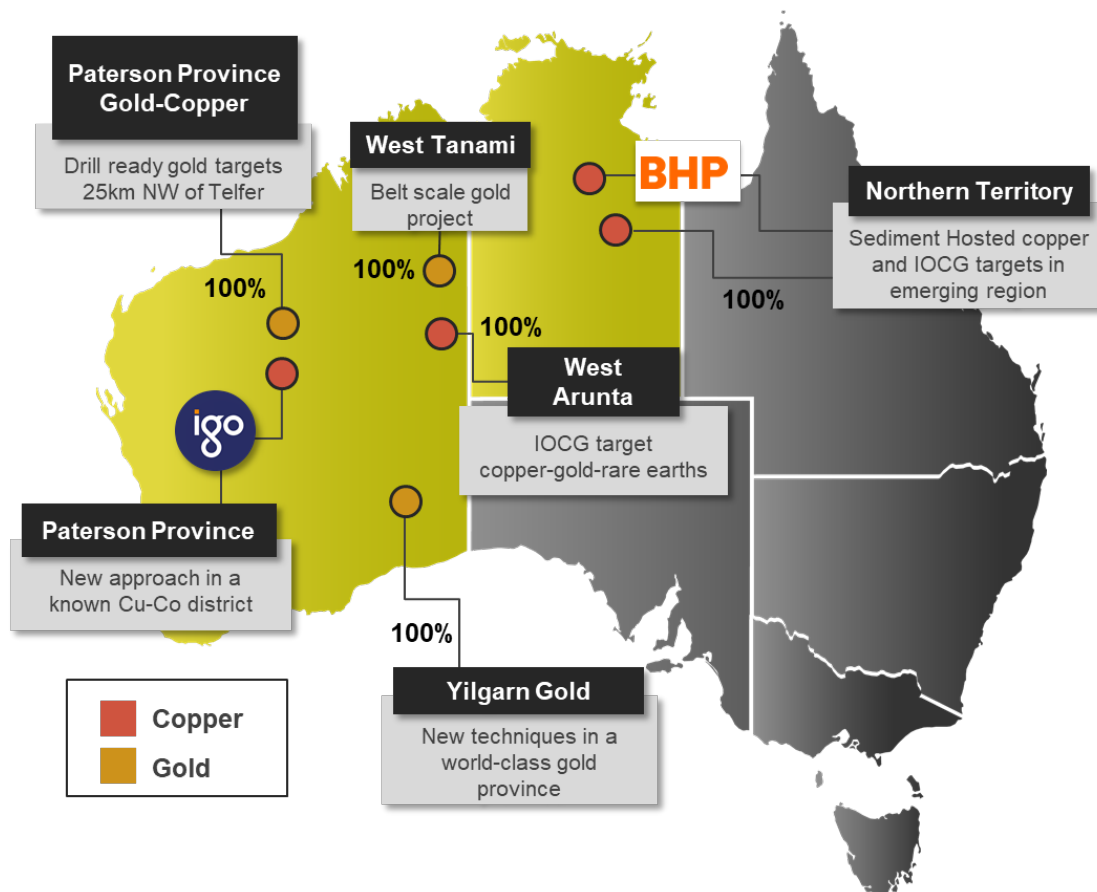 Paterson Province
Gold-Copper
Drill ready gold targets
25km NW of Telfer
100%
West Tanami
Belt scale gold
project
100%
BHP
Northern Territory
Sediment Hosted copper
and IOCG targets in
emerging region
100%
100%
West
Arunta
IOCG target
copper-gold-rare earths
igo
Paterson Province
New approach in a
known Cu-Co district
100%
Yilgarn Gold
New techniques in a
world-class gold
province
Copper
Gold